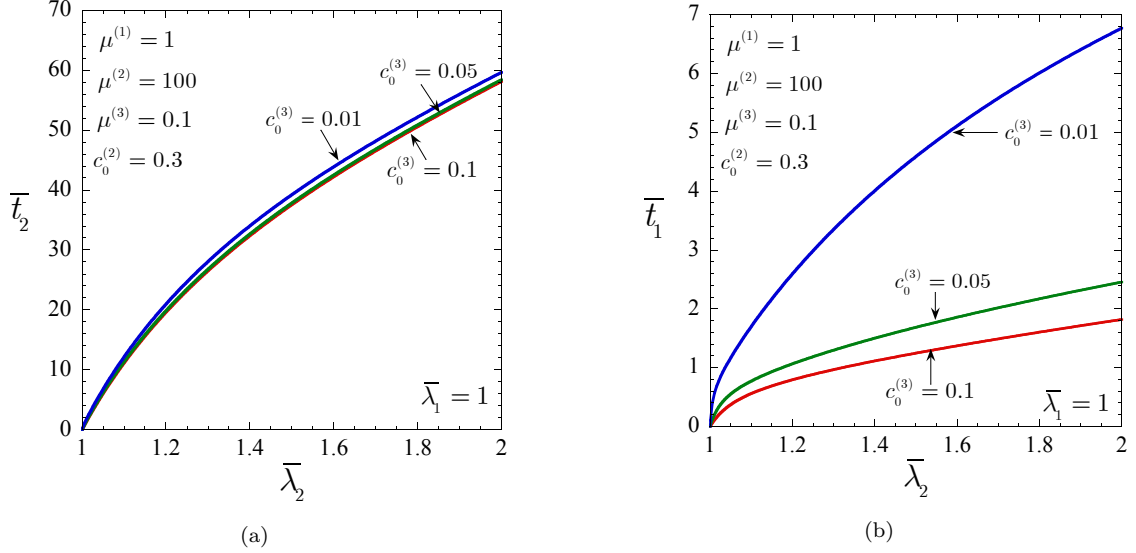 70
60
50
40
30
20
10
0
μ^(1) = 1
μ^(2) = 100
μ^(3) = 0.1
c_0^(2) = 0.3
c_0^(3) = 0.05
c_0^(3) = 0.01
c_0^(3) = 0.1
λ̄_1 = 1
t̄_2
1 1.2 1.4 1.6 1.8 2
λ̄_2
(a)
7
6
5
4
3
2
1
0
μ^(1) = 1
μ^(2) = 100
μ^(3) = 0.1
c_0^(2) = 0.3
c_0^(3) = 0.01
c_0^(3) = 0.05
c_0^(3) = 0.1
λ̄_1 = 1
t̄_1
1 1.2 1.4 1.6 1.8 2
λ̄_2
(b)